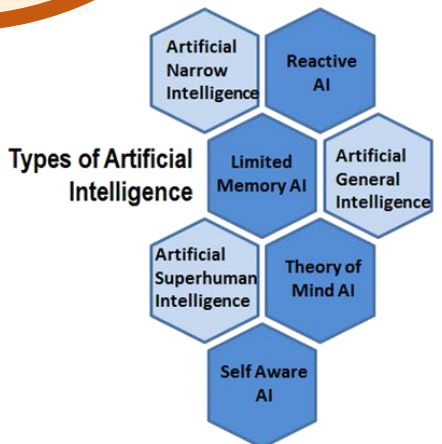 Artificial
Narrow
Intelligence
Reactive
AI
Types of Artificial
Intelligence
Limited
Memory AI
Artificial
General
Intelligence
Artificial
Superhuman
Intelligence
Theory of
Mind AI
Self Aware
AI